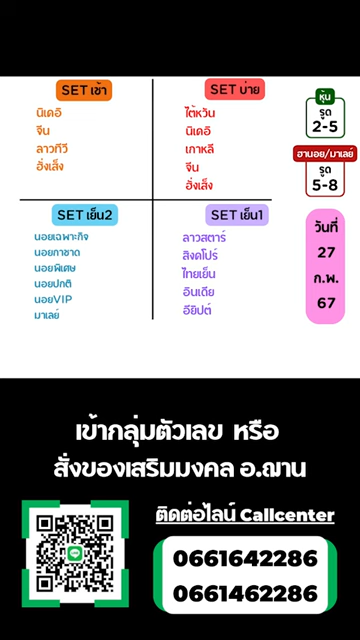 SET เช้า
นิเดอิ
จีน
ลาวทีวี
ฮั่งเส็ง
SET บ่าย
ไต้หวัน
นิเดอิ
เกาหลี
จีน
ฮั่งเส็ง
หุ้น
รูด
2-5
ฮานอย/มาเลย์
รูด
5-8
SET เย็น2
นอยเฉพาะกิจ
นอยกาชาด
นอยพิเศษ
นอยปกติ
นอยVIP
มาเลย์
SET เย็น1
ลาวสตาร์
สิงคโปร์
ไทยเย็น
อินเดีย
อียิปต์
วันที่
27
ก.พ.
67
เข้ากลุ่มตัวเลข หรือ
สั่งของเสริมมงคล อ.ฌาน
ติดต่อไลน์ Callcenter
0661642286
0661462286